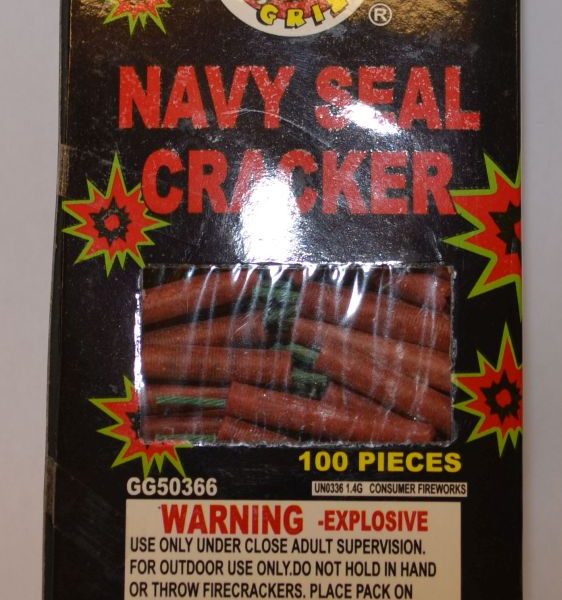 GRIZ
®
NAVY SEAL
CRACKER
100 PIECES
GG50366
UN0336 1.4G CONSUMER FIREWORKS
WARNING -EXPLOSIVE
USE ONLY UNDER CLOSE ADULT SUPERVISION.
FOR OUTDOOR USE ONLY.DO NOT HOLD IN HAND
OR THROW FIRECRACKERS. PLACE PACK ON